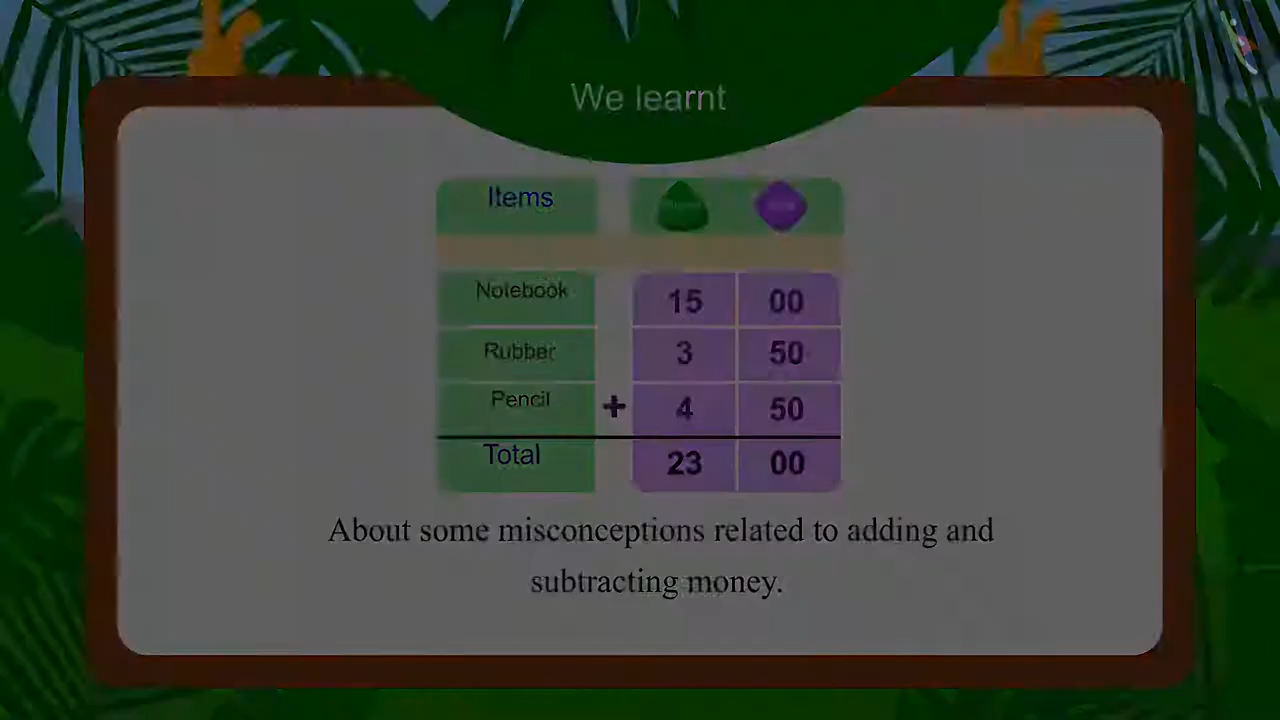 We learnt
Items
Notebook 15 00
Rubber 3 50
Pencil + 4 50
Total 23 00
About some misconceptions related to adding and
subtracting money.